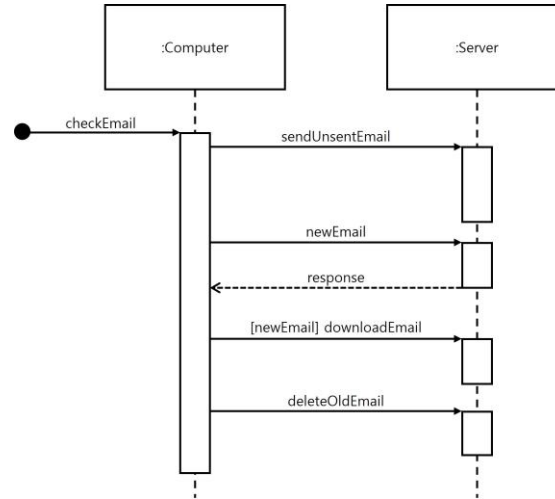 :Computer
:Server
checkEmail
sendUnsentEmail
newEmail
response
[newEmail] downloadEmail
deleteOldEmail